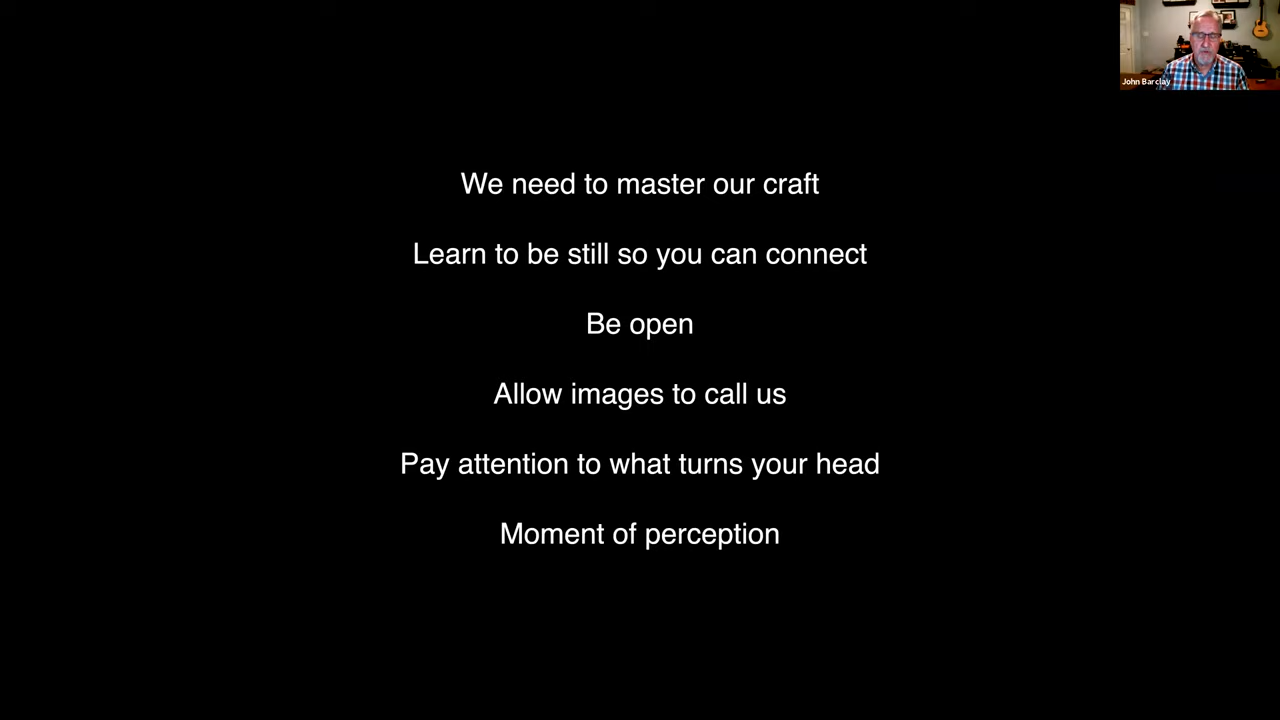 John Barclay
We need to master our craft
Learn to be still so you can connect
Be open
Allow images to call us
Pay attention to what turns your head
Moment of perception